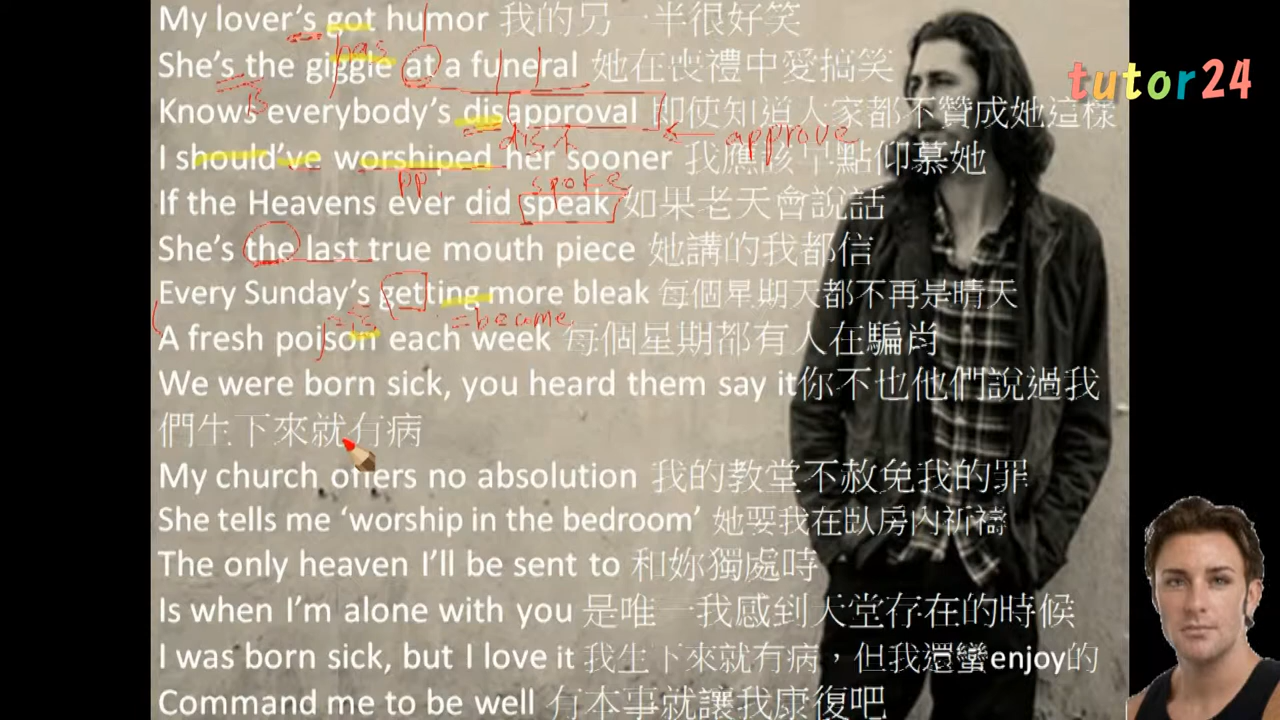 My lover’s got humor 我的另一半很好笑
has
She’s the giggle at a funeral 她在喪禮中愛搞笑
is
Knows everybody’s disapproval 即使知道人家都不贊成她這樣
approve
I should’ve worshiped her sooner 我應該早點仰慕她
pp. spoke
If the Heavens ever did speak 如果老天會說話
She’s the last true mouth piece 她講的我都信
Every Sunday’s getting more bleak 每個星期天都不再是晴天
=is =become
A fresh poison each week 每個星期都有人在騙肖
We were born sick, you heard them say it你不也他們說過我
們生下來就有病
My church offers no absolution 我的教堂不赦免我的罪
She tells me ‘worship in the bedroom’ 她要我在臥房內祈禱
The only heaven I’ll be sent to 和妳獨處時
Is when I’m alone with you 是唯一我感到天堂存在的時候
I was born sick, but I love it 我生下來就有病，但我還蠻enjoy的
Command me to be well 有本事就讓我康復吧
tutor24